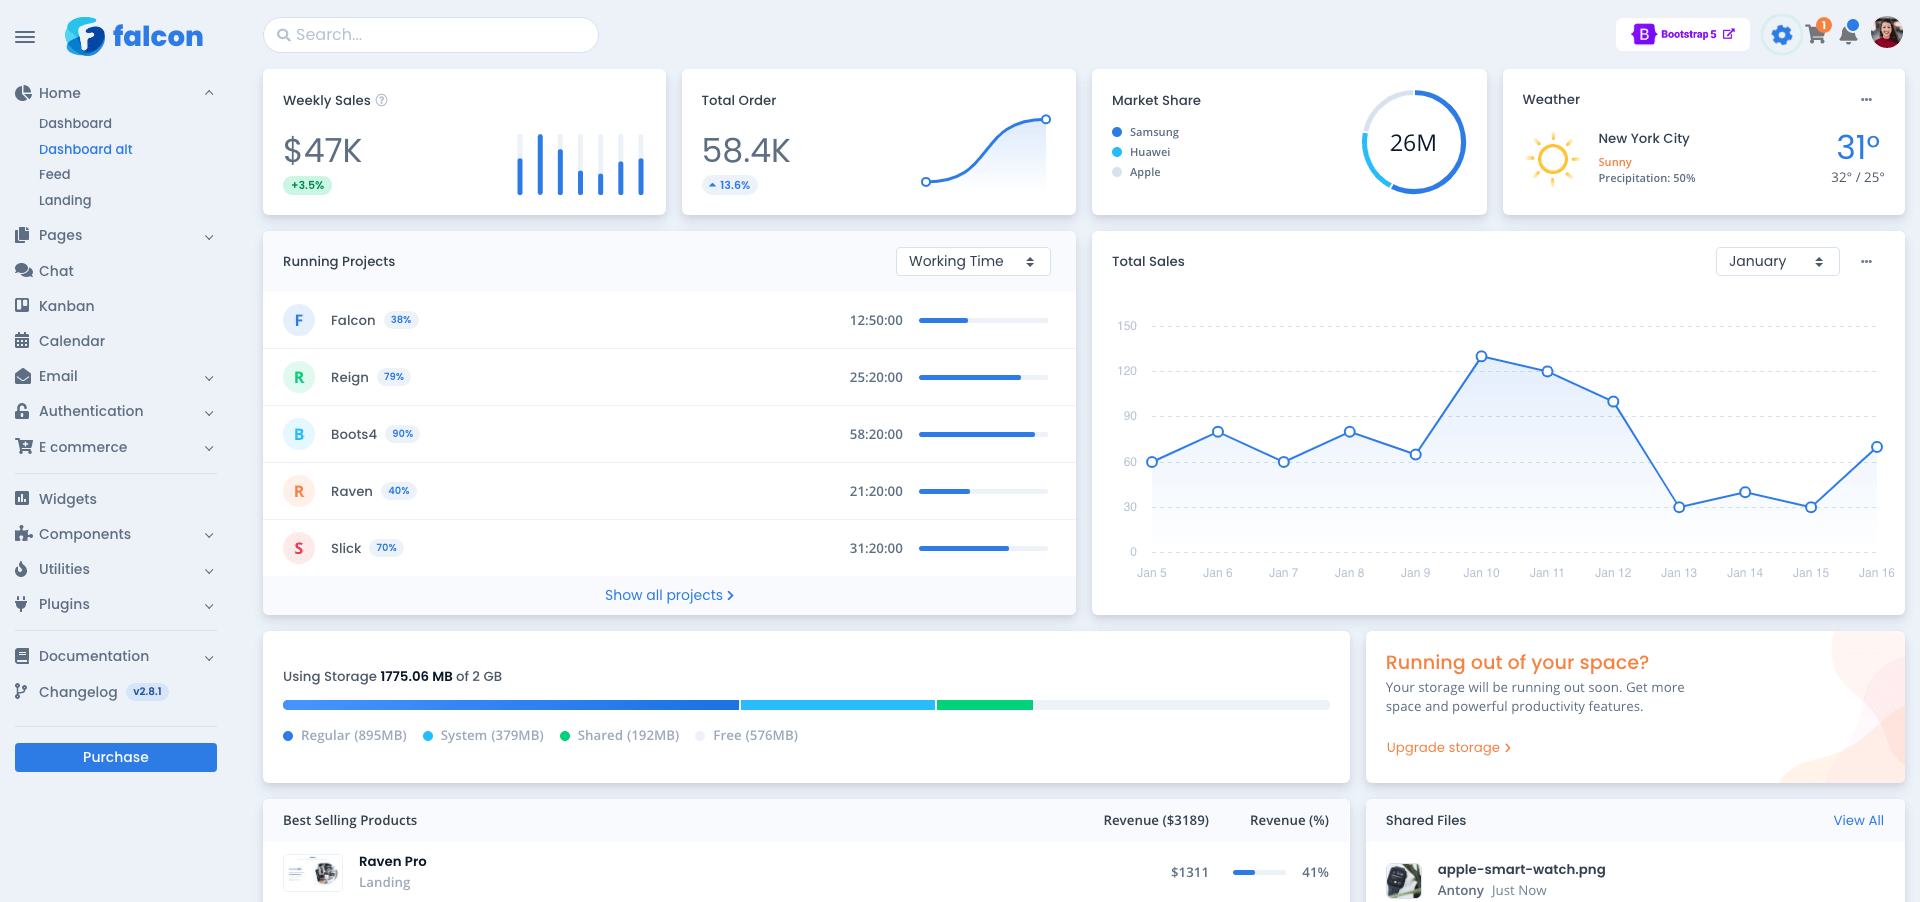 falcon
Search...
B Bootstrap 5
1
Home
Dashboard
Dashboard alt
Feed
Landing
Pages
Chat
Kanban
Calendar
Email
Authentication
E commerce
Widgets
Components
Utilities
Plugins
Documentation
Changelog v2.8.1
Purchase
Weekly Sales
$47K
+3.5%
Total Order
58.4K
13.6%
Market Share
Samsung
Huawei
Apple
26M
Weather
New York City
Sunny
Precipitation: 50%
31°
32° / 25°
Running Projects
Working Time
F Falcon 38% 12:50:00
R Reign 79% 25:20:00
B Boots4 90% 58:20:00
R Raven 40% 21:20:00
S Slick 70% 31:20:00
Show all projects
Total Sales
January
150
120
90
60
30
0
Jan 5 Jan 6 Jan 7 Jan 8 Jan 9 Jan 10 Jan 11 Jan 12 Jan 13 Jan 14 Jan 15 Jan 16
Using Storage 1775.06 MB of 2 GB
Regular (895MB) System (379MB) Shared (192MB) Free (576MB)
Running out of your space?
Your storage will be running out soon. Get more
space and powerful productivity features.
Upgrade storage
Best Selling Products Revenue ($3189) Revenue (%)
Raven Pro
Landing
$1311 41%
Shared Files View All
apple-smart-watch.png
Antony Just Now